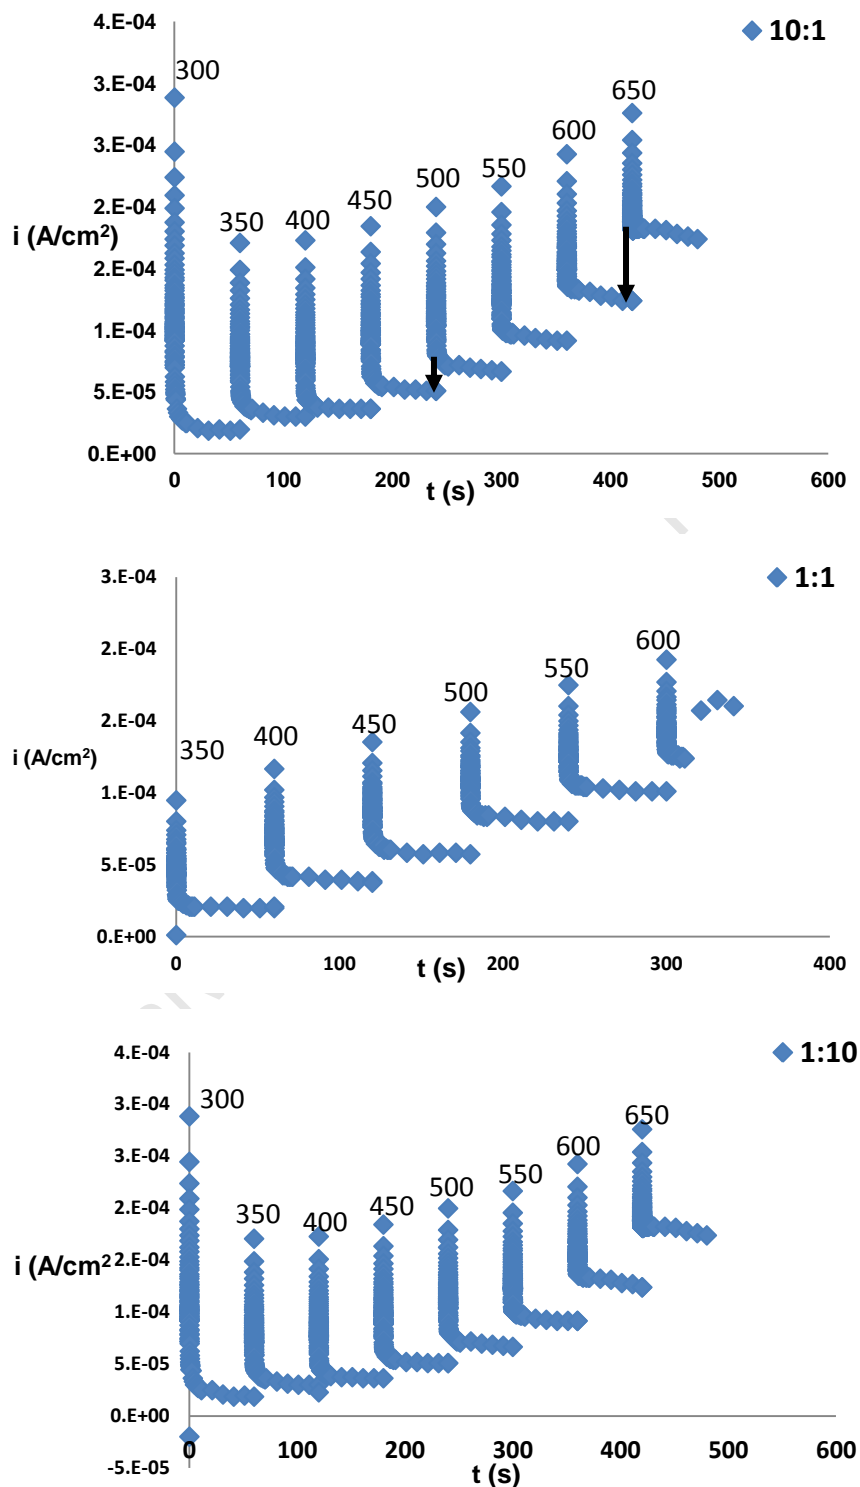 4.E-04
10:1
300
3.E-04
650
3.E-04
600
550
500
450
350 400
2.E-04
i (A/cm²)
2.E-04
1.E-04
5.E-05
0.E+00
0 100 200 300 400 500 600
t (s)
3.E-04
1:1
2.E-04
600
550
500
2.E-04
450
400
350
i (A/cm²)
1.E-04
5.E-05
0.E+00
0 100 200 300 400
t (s)
4.E-04
1:10
3.E-04
300
650
600
3.E-04
550
500
450
350 400
2.E-04
2.E-04
i (A/cm²
1.E-04
5.E-05
0.E+00
0 100 200 300 400 500 600
-5.E-05
t (s)